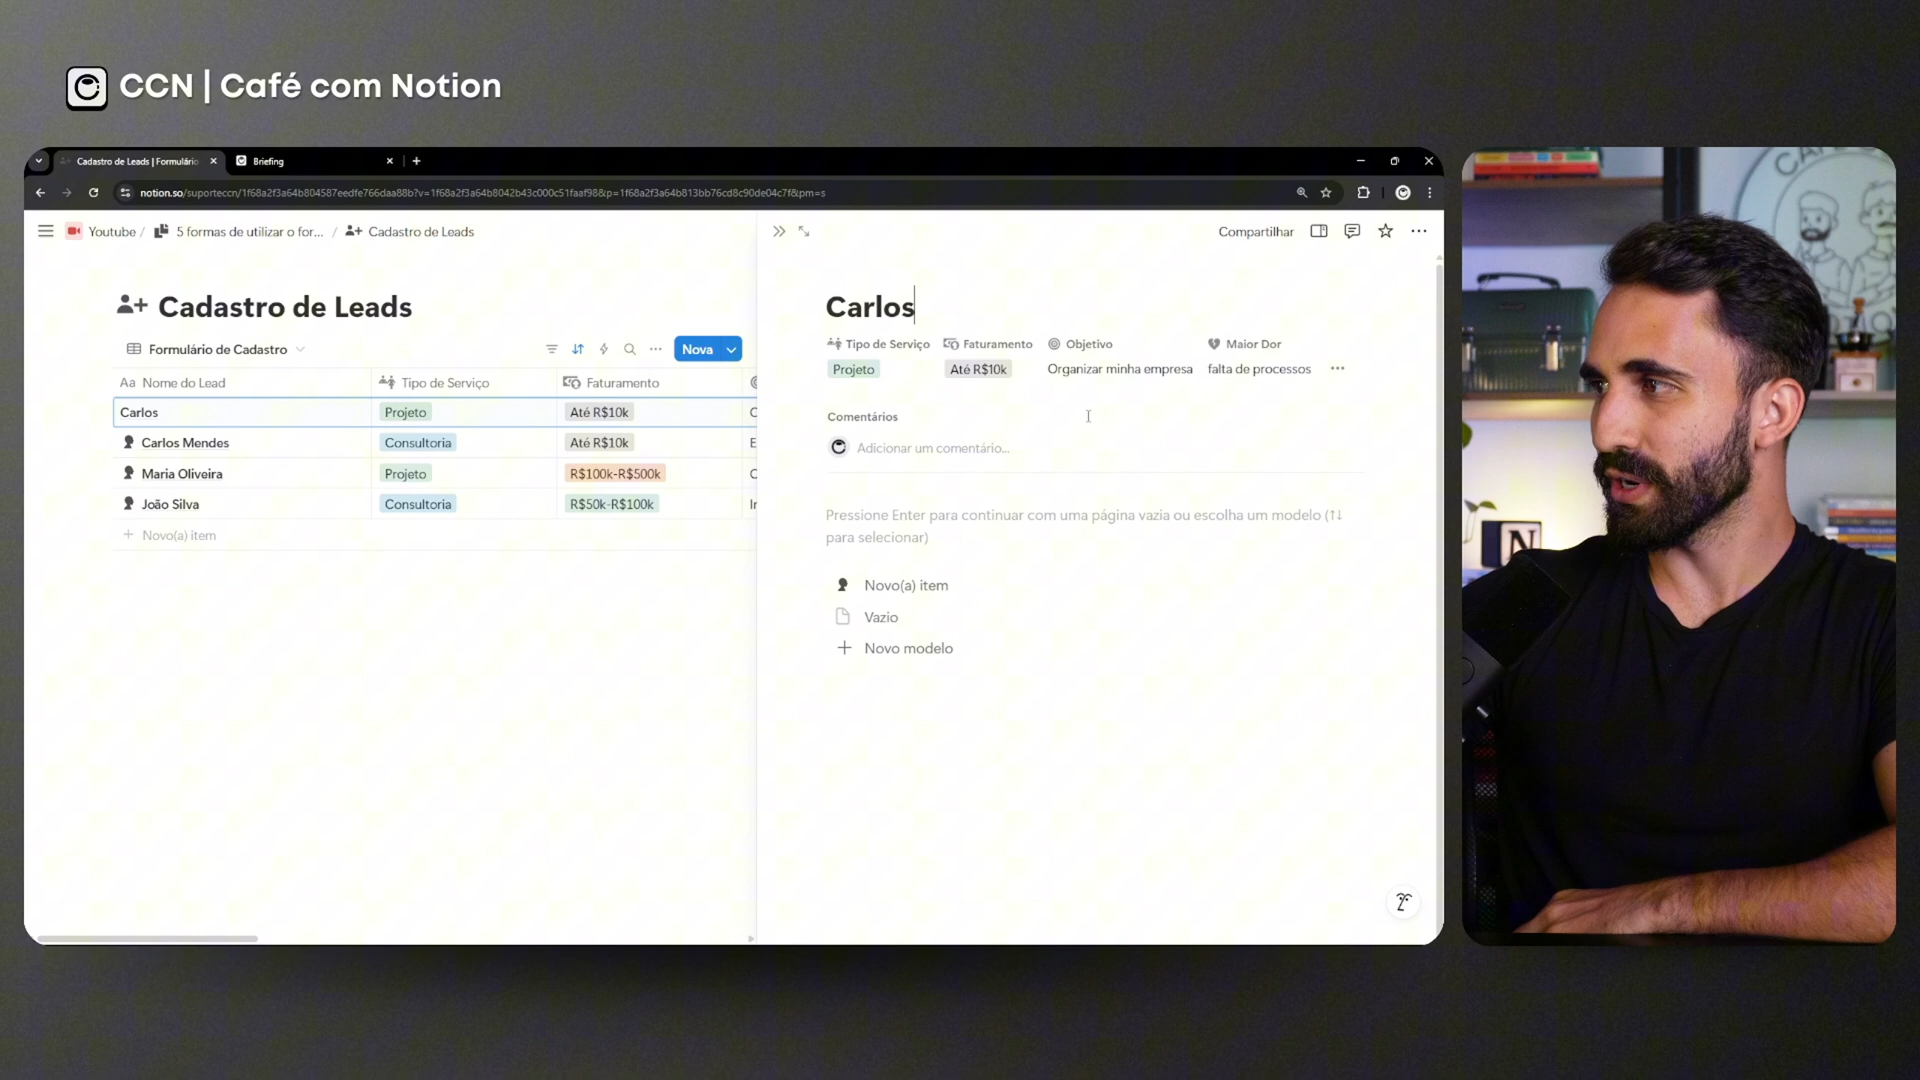 CCN | Café com Notion
Cadastro de Leads | Formulário
Briefing
notion.so/suporteccn/1f68a2f3a64b804587eedfe766daa88b?v=1f68a2f3a64b8042b43c000c51faaf98&p=1f68a2f3a64b813bb76cd8c90de04c7f&pm=s
Youtube / 5 formas de utilizar o for... / Cadastro de Leads
Compartilhar
Cadastro de Leads
Formulário de Cadastro
Nova
Aa Nome do Lead Tipo de Serviço Faturamento
Carlos Projeto Até R$10k C
Carlos Mendes Consultoria Até R$10k E
Maria Oliveira Projeto R$100k-R$500k C
João Silva Consultoria R$50k-R$100k Ir
+ Novo(a) item
Carlos
Tipo de Serviço Faturamento Objetivo Maior Dor
Projeto Até R$10k Organizar minha empresa falta de processos
Comentários
Adicionar um comentário...
Pressione Enter para continuar com uma página vazia ou escolha um modelo (↑↓
para selecionar)
Novo(a) item
Vazio
+ Novo modelo
CAF
N